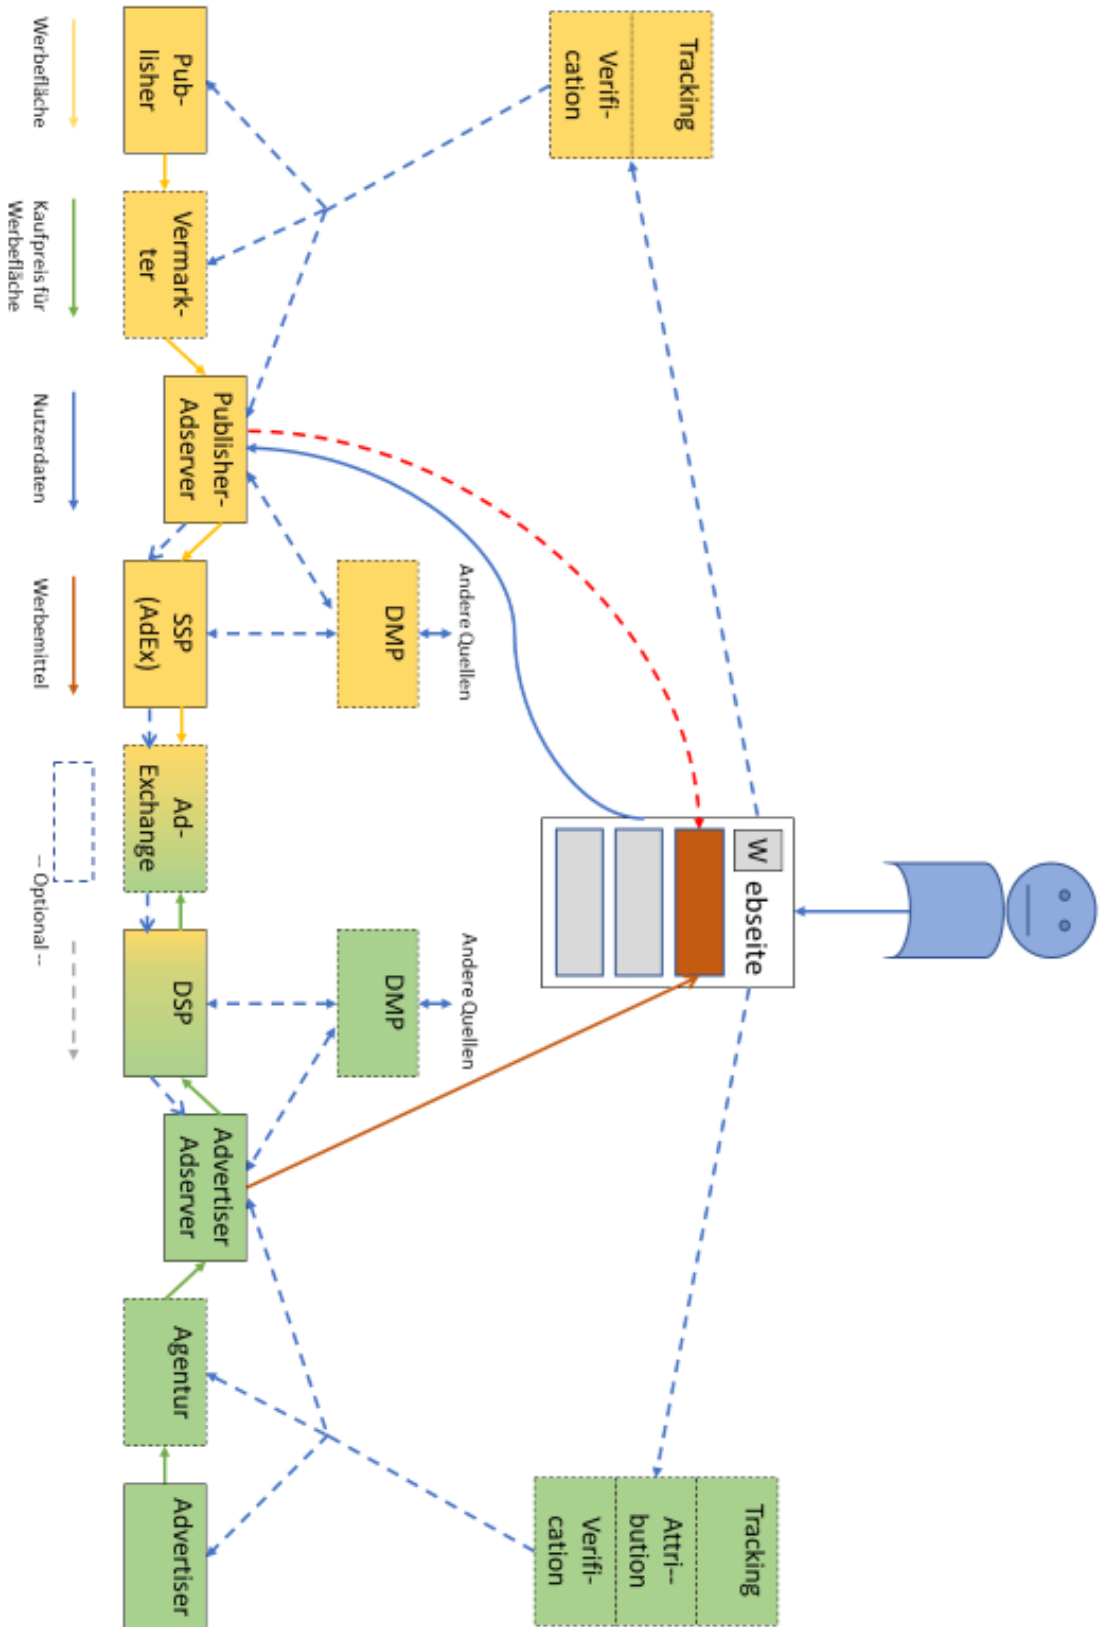 Tracking
Verifi-
cation
Tracking
Attri--
bution
Verifi-
cation
W ebseite
Andere Quellen
Andere Quellen
DMP
DMP
Pub-
lisher
Vermark-
ter
Publisher-
Adserver
SSP
(AdEx)
Ad-
Exchange
DSP
Advertiser
Adserver
Agentur
Advertiser
Werbefläche
Kaufpreis für
Werbefläche
Nutzerdaten
Werbemittel
-- Optional --